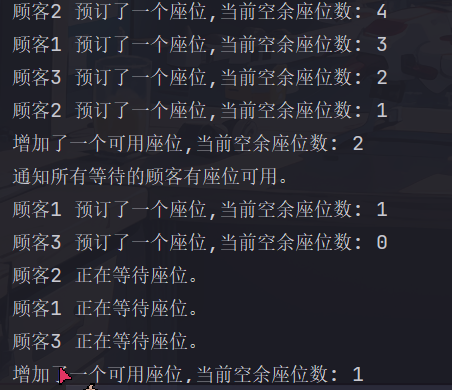 顾客2 预订了一个座位,当前空余座位数: 4
顾客1 预订了一个座位,当前空余座位数: 3
顾客3 预订了一个座位,当前空余座位数: 2
顾客2 预订了一个座位,当前空余座位数: 1
增加了一个可用座位,当前空余座位数: 2
通知所有等待的顾客有座位可用。
顾客1 预订了一个座位,当前空余座位数: 1
顾客3 预订了一个座位,当前空余座位数: 0
顾客2 正在等待座位。
顾客1 正在等待座位。
顾客3 正在等待座位。
增加了一个可用座位,当前空余座位数: 1